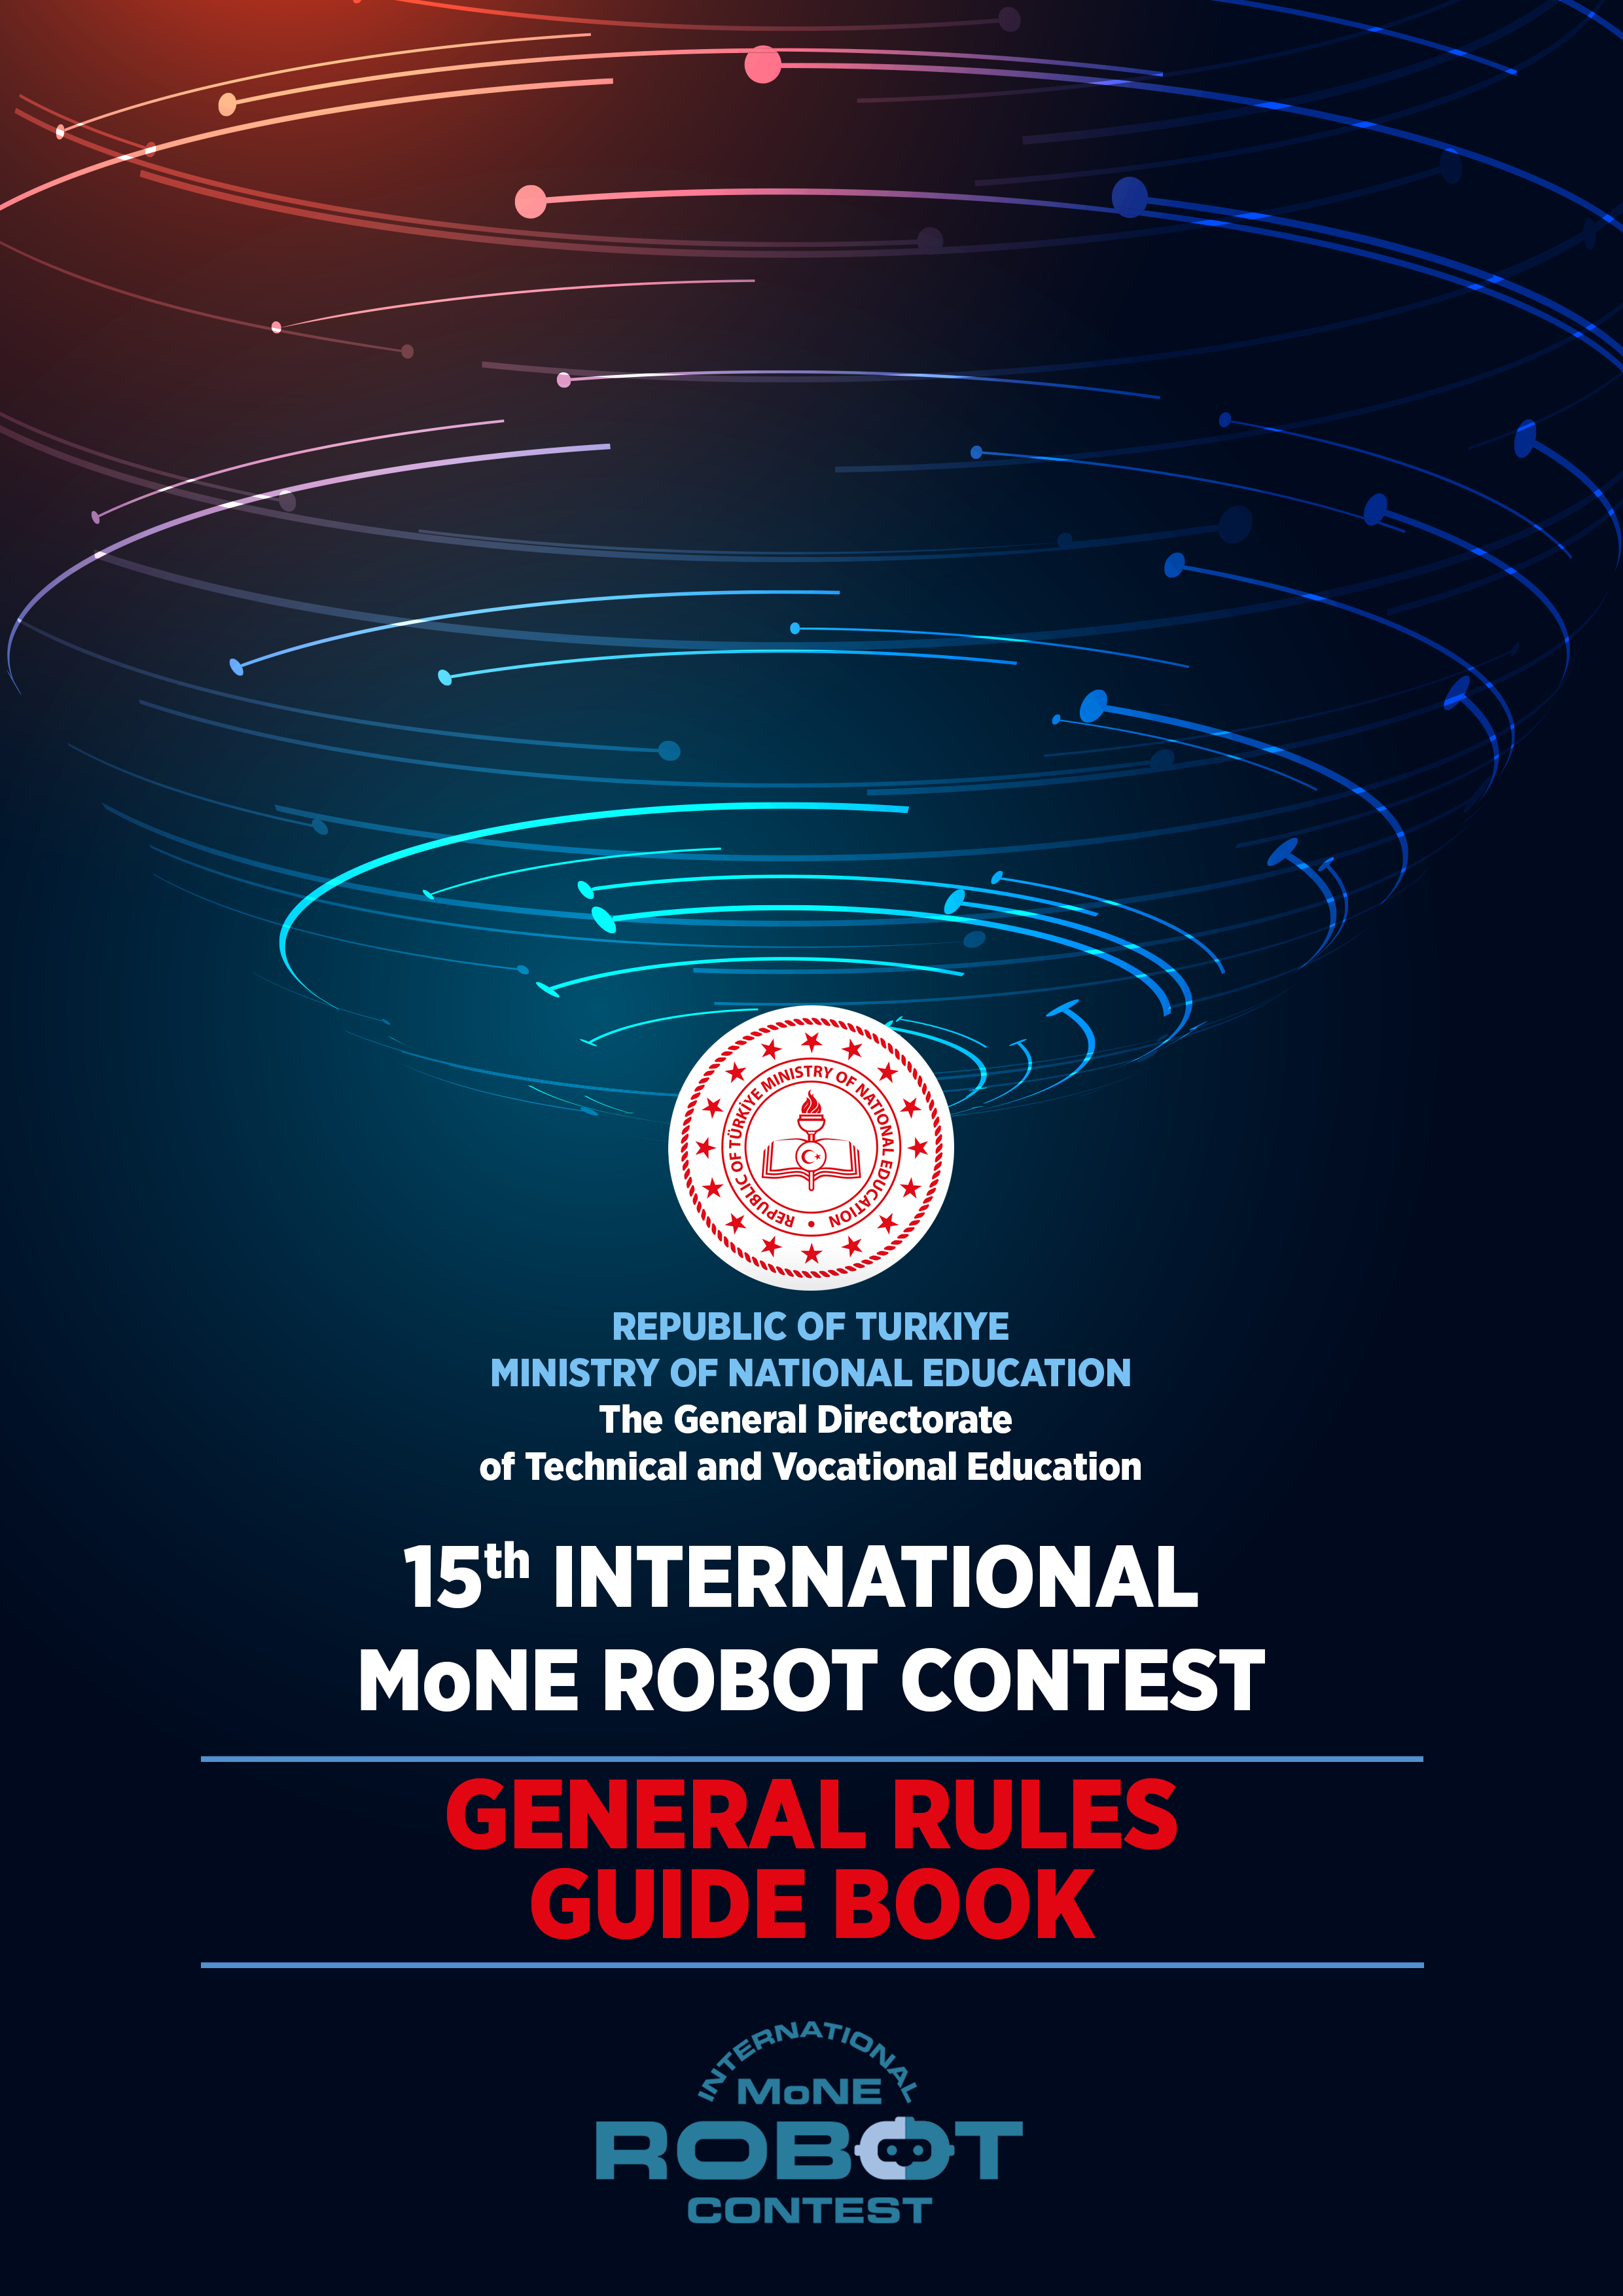 REPUBLIC OF TÜRKİYE MINISTRY OF NATIONAL EDUCATION
REPUBLIC OF TURKIYE
MINISTRY OF NATIONAL EDUCATION
The General Directorate
of Technical and Vocational Education
15th INTERNATIONAL
MoNE ROBOT CONTEST
GENERAL RULES
GUIDE BOOK
INTERNATIONAL
MoNE
ROBOT
CONTEST